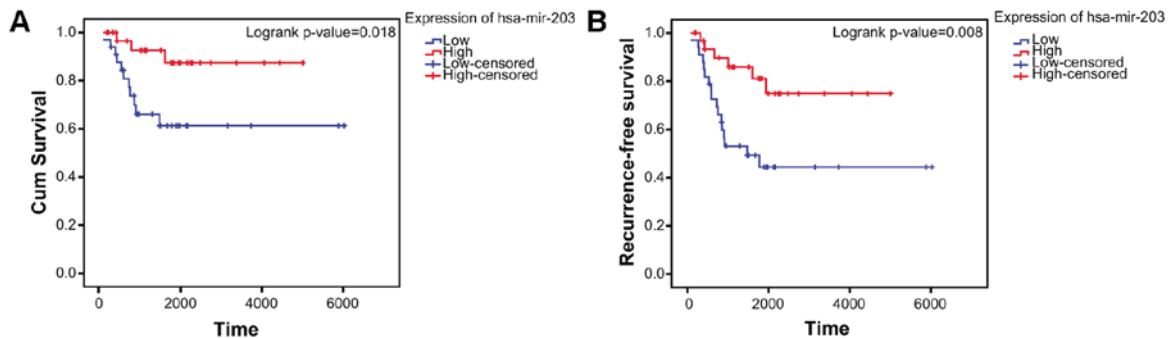 A
Expression of hsa-mir-203
Logrank p-value=0.018
Low
High
Low-censored
High-censored
Cum Survival
1.0
0.8
0.6
0.4
0.2
0.0
0 2000 4000 6000
Time
B
Expression of hsa-mir-203
Logrank p-value=0.008
Low
High
Low-censored
High-censored
Recurrence-free survival
1.0
0.8
0.6
0.4
0.2
0.0
0 2000 4000 6000
Time